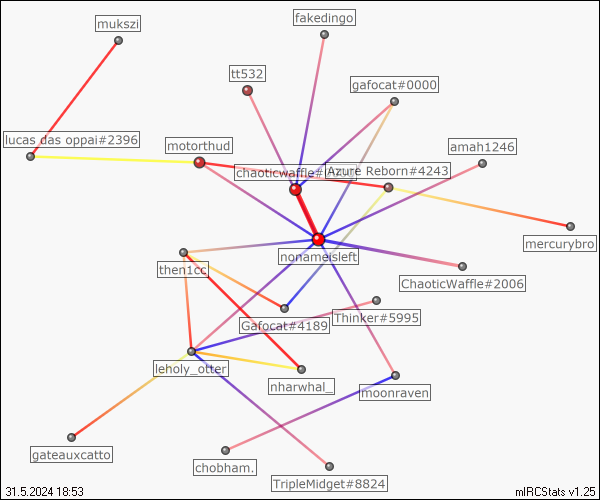 fakedingo
mukszi
tt532
gafocat#0000
lucas das oppai#2396
motorthud
amah1246
chaoticwaffle#
Azure Reborn#4243
mercurybro
nonameisleft
then1cc
ChaoticWaffle#2006
Gafocat#4189
Thinker#5995
leholy_otter
nharwhal_
moonraven
gateauxcatto
chobham.
TripleMidget#8824
31.5.2024 18:53
mIRCStats v1.25